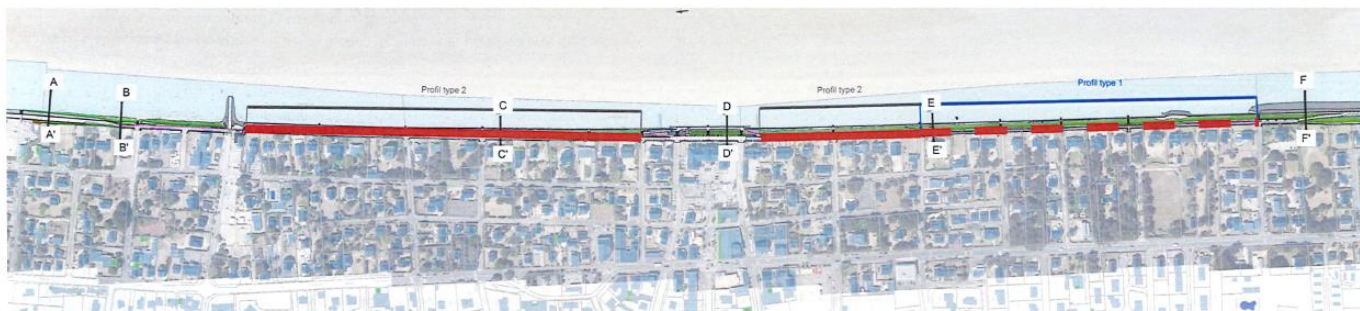 A
B
Profil type 2
C
D
Profil type 2
E
Profil type 1
F
A'
B'
C'
D'
E'
F'